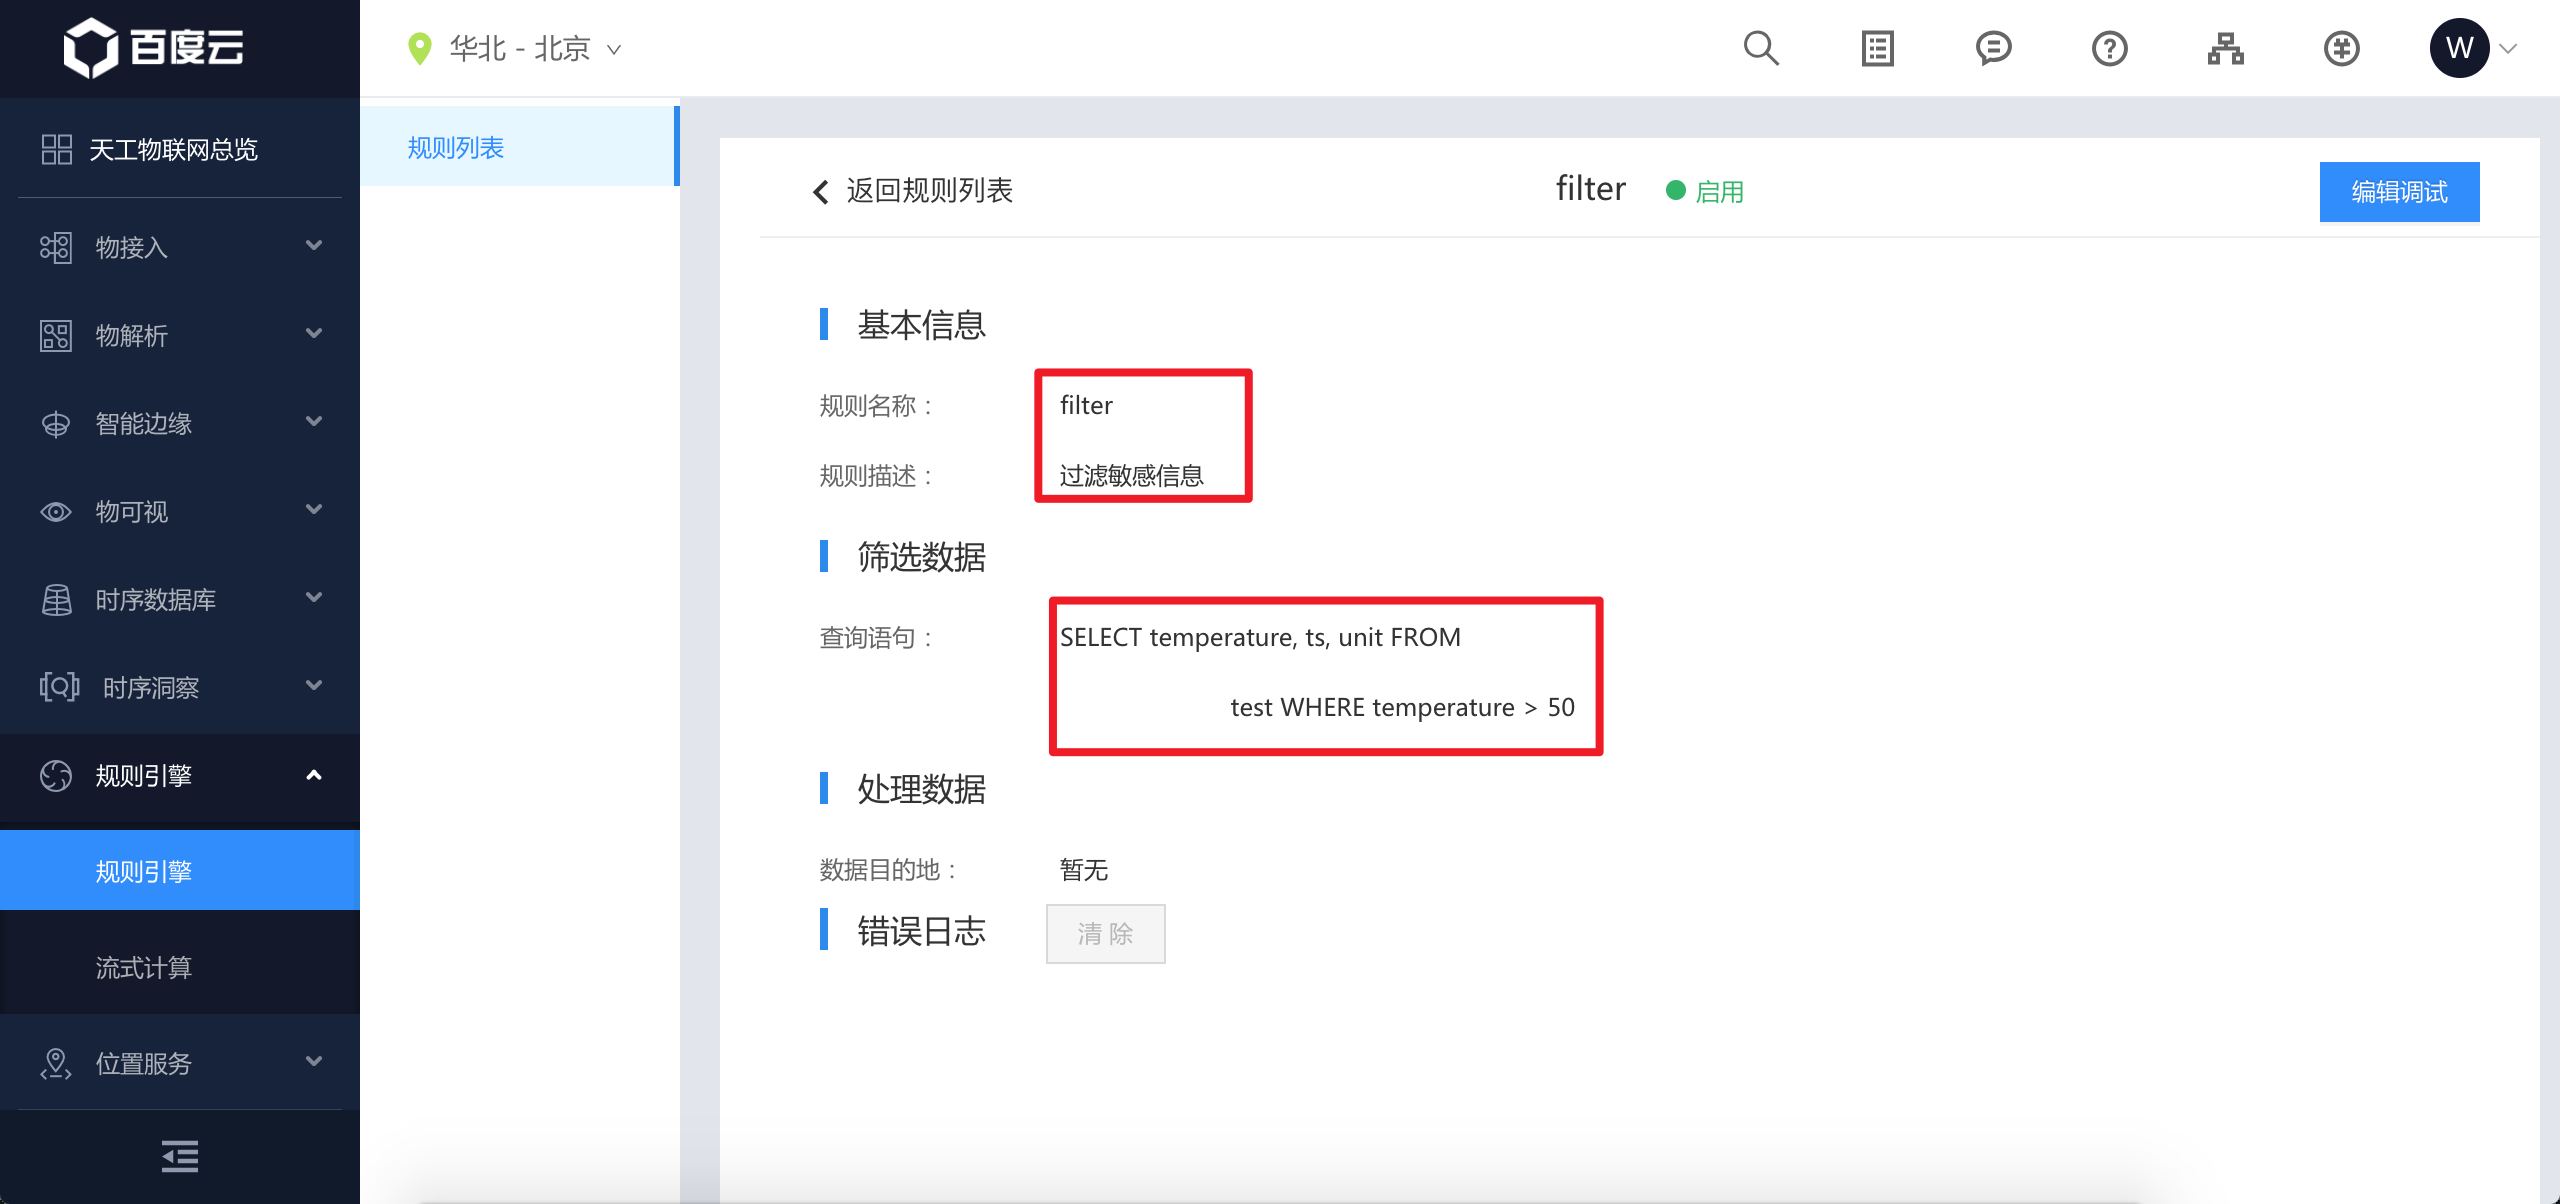 百度云
华北 - 北京
W
天工物联网总览
物接入
物解析
智能边缘
物可视
时序数据库
时序洞察
规则引擎
规则引擎
流式计算
位置服务
规则列表
返回规则列表
filter
启用
编辑调试
基本信息
规则名称：
filter
规则描述：
过滤敏感信息
筛选数据
查询语句：
SELECT temperature, ts, unit FROM
test WHERE temperature > 50
处理数据
数据目的地：
暂无
错误日志
清 除